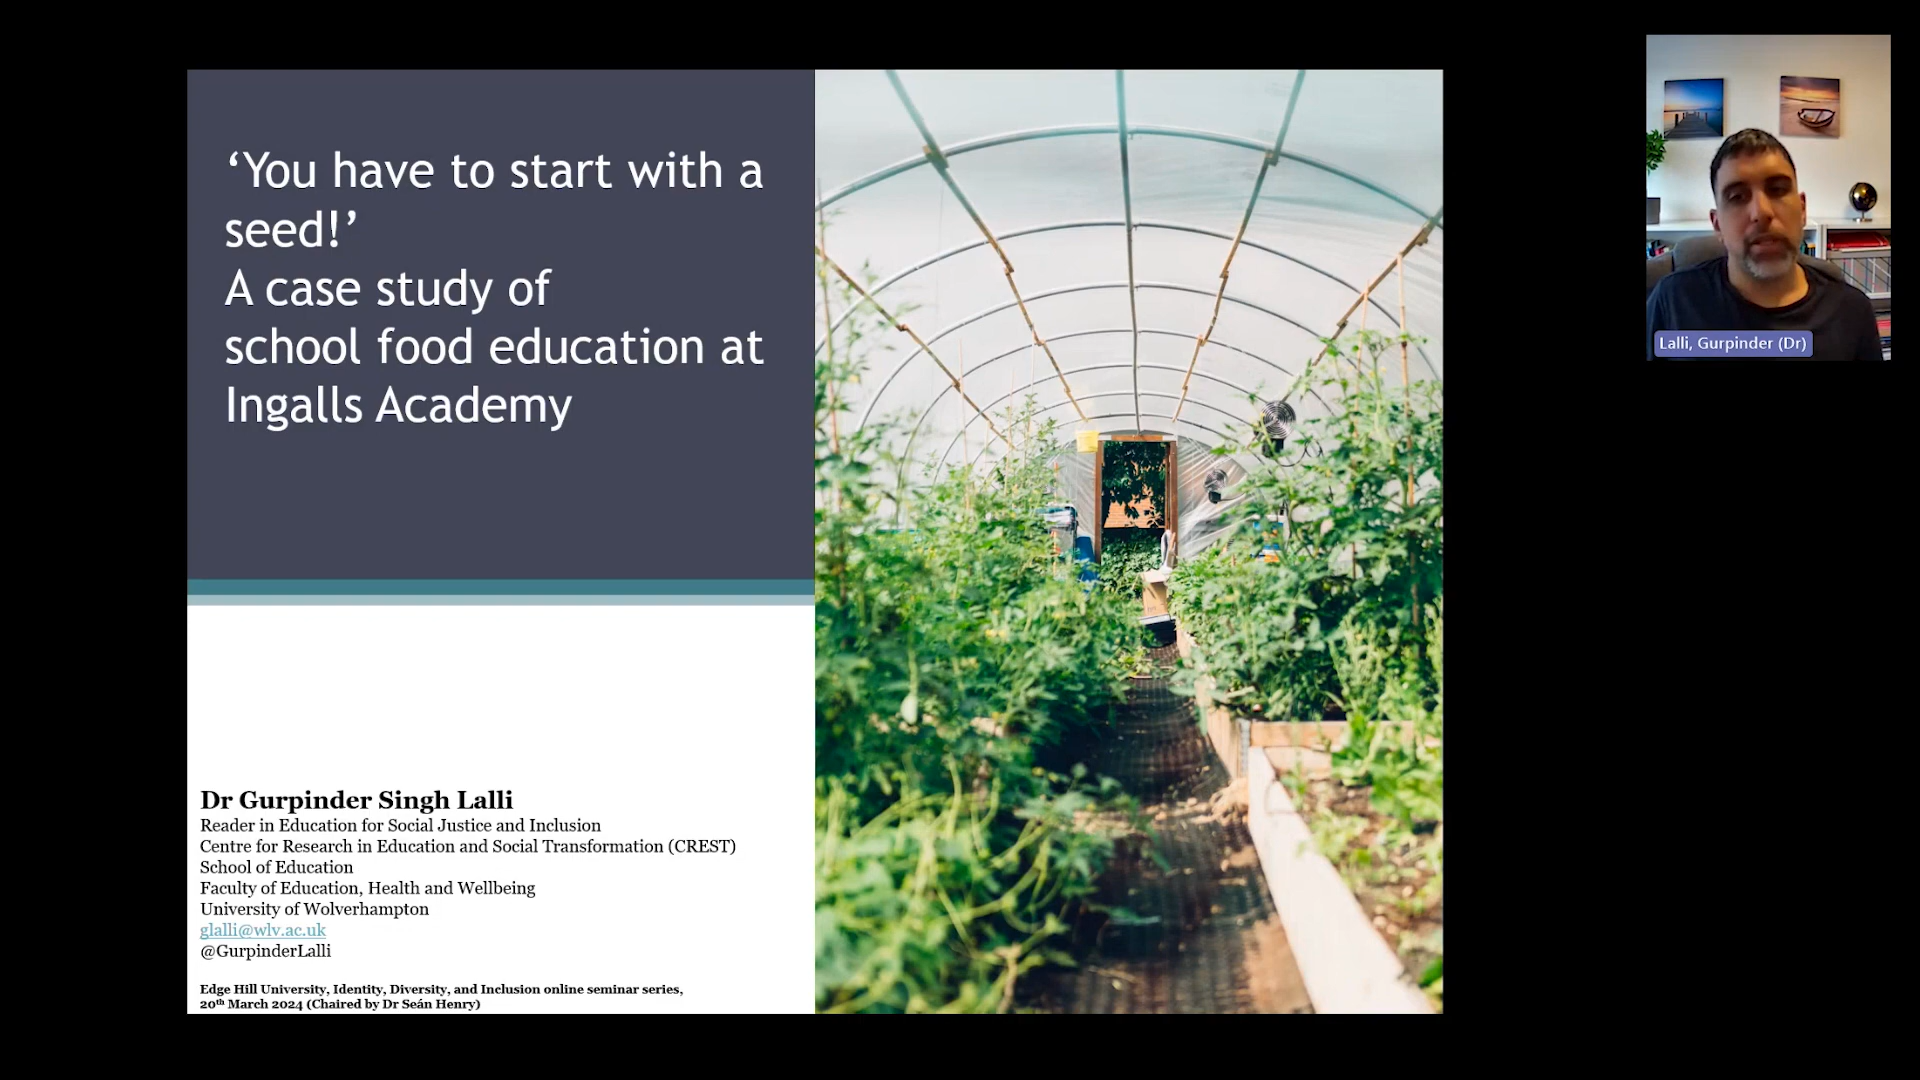 ‘You have to start with a
seed!’
A case study of
school food education at
Ingalls Academy
Dr Gurpinder Singh Lalli
Reader in Education for Social Justice and Inclusion
Centre for Research in Education and Social Transformation (CREST)
School of Education
Faculty of Education, Health and Wellbeing
University of Wolverhampton
glalli@wlv.ac.uk
@GurpinderLalli
Edge Hill University, Identity, Diversity, and Inclusion online seminar series,
20th March 2024 (Chaired by Dr Seán Henry)
Lalli, Gurpinder (Dr)